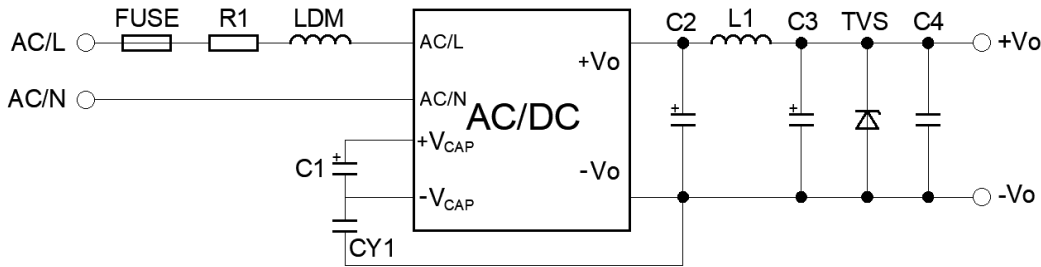 FUSE R1 LDM C2 L1 C3 TVS C4
AC/L AC/L +Vo +Vo
AC/N AC/N
AC/DC
+VCAP
C1
-VCAP -Vo -Vo
CY1